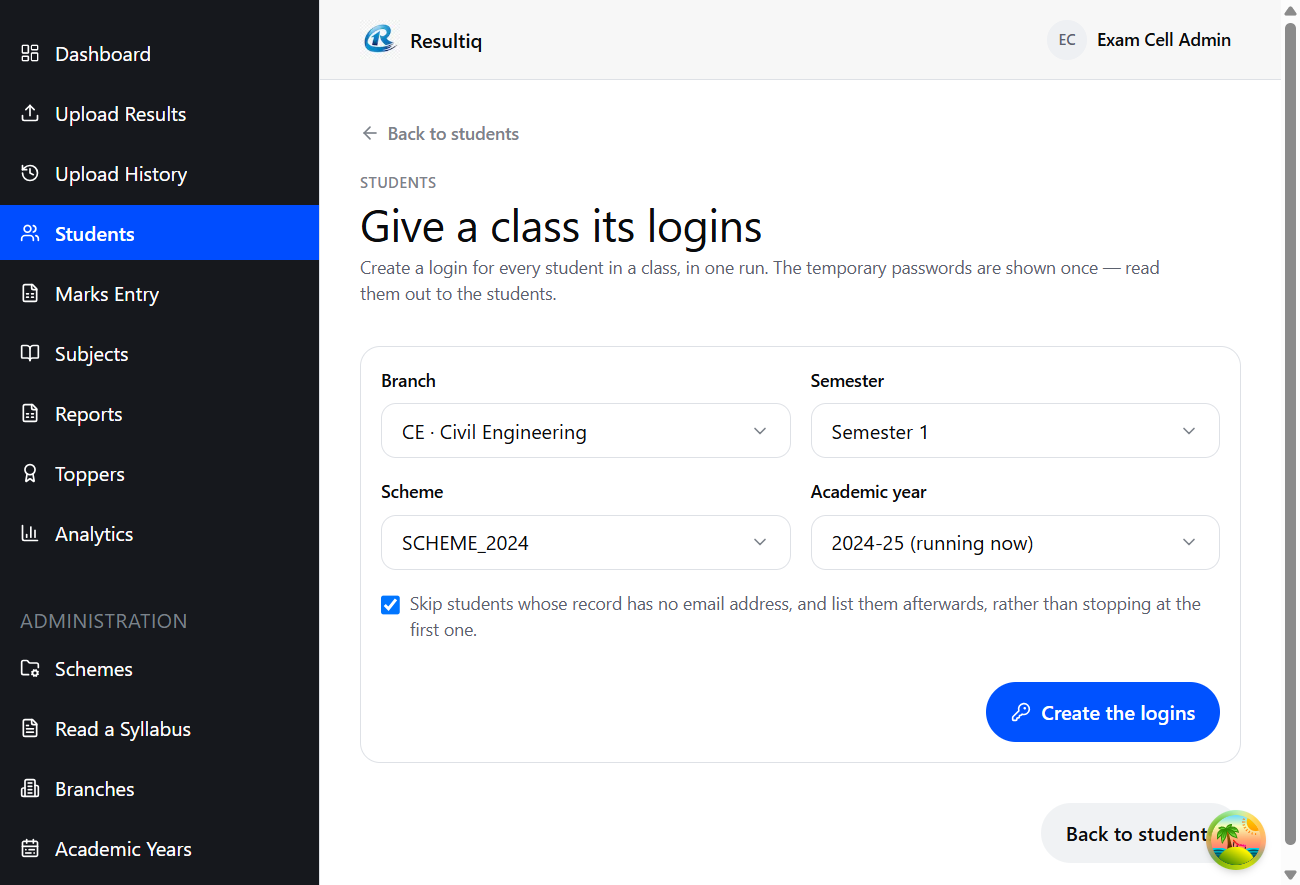 Dashboard
Upload Results
Upload History
Students
Marks Entry
Subjects
Reports
Toppers
Analytics
ADMINISTRATION
Schemes
Read a Syllabus
Branches
Academic Years
Resultiq
EC
Exam Cell Admin
Back to students
STUDENTS
Give a class its logins
Create a login for every student in a class, in one run. The temporary passwords are shown once — read
them out to the students.
Branch
CE · Civil Engineering
Semester
Semester 1
Scheme
SCHEME_2024
Academic year
2024-25 (running now)
Skip students whose record has no email address, and list them afterwards, rather than stopping at the
first one.
Create the logins
Back to student